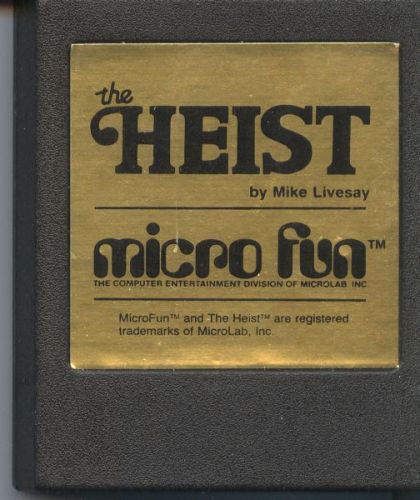 the
HEIST
by Mike Livesay
micro fun™
THE COMPUTER ENTERTAINMENT DIVISION OF MICROLAB INC
MicroFun™ and The Heist™ are registered
trademarks of MicroLab, Inc.